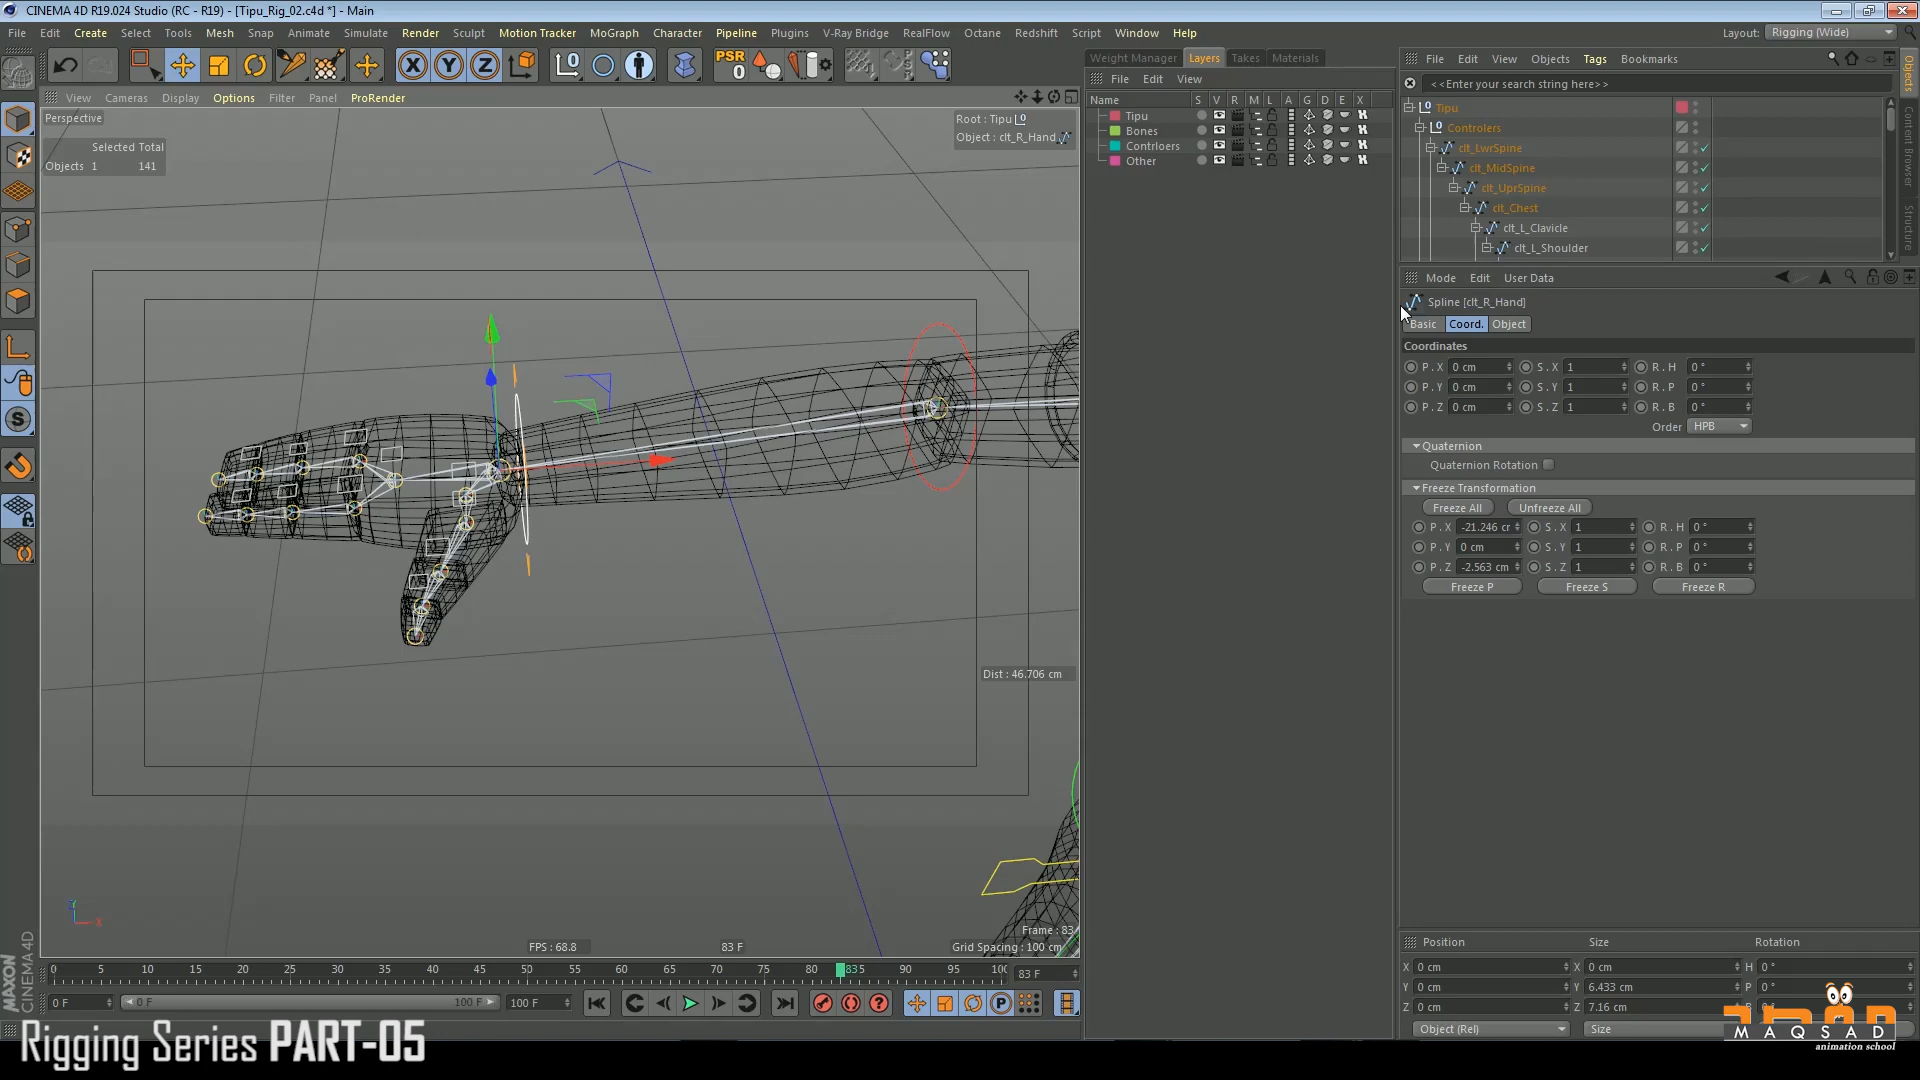 CINEMA 4D R19.024 Studio (RC - R19) - [Tipu_Rig_02.c4d *] - Main
File Edit Create Select Tools Mesh Snap Animate Simulate Render Sculpt Motion Tracker MoGraph Character Pipeline Plugins V-Ray Bridge RealFlow Octane Redshift Script Window Help
Layout: Rigging (Wide)
X Y Z
PSR
0
View Cameras Display Options Filter Panel ProRender
Perspective
Selected Total
Objects 1 141
Root : Tipu
Object : clt_R_Hand
Dist : 46.706 cm
Frame : 83
FPS : 68.8
83 F
Grid Spacing : 100 cm
Weight Manager Layers Takes Materials
File Edit View
Name S V R M L A G D E X
Tipu
Bones
Contrloers
Other
File Edit View Objects Tags Bookmarks
<<Enter your search string here>>
Tipu
Controlers
clt_LwrSpine
clt_MidSpine
clt_UprSpine
clt_Chest
clt_L_Clavicle
clt_L_Shoulder
Objects
Content Browser
Structure
Mode Edit User Data
Spline [clt_R_Hand]
Basic Coord. Object
Coordinates
P . X 0 cm S . X 1 R . H 0 °
P . Y 0 cm S . Y 1 R . P 0 °
P . Z 0 cm S . Z 1 R . B 0 °
Order HPB
Quaternion
Quaternion Rotation
Freeze Transformation
Freeze All Unfreeze All
P . X -21.246 cr S . X 1 R . H 0 °
P . Y 0 cm S . Y 1 R . P 0 °
P . Z -2.563 cm S . Z 1 R . B 0 °
Freeze P Freeze S Freeze R
0 5 10 15 20 25 30 35 40 45 50 55 60 65 70 75 80 835 90 95 100
83 F
0 F 0 F 100 F 100 F
Position Size Rotation
X 0 cm X 0 cm H 0 °
Y 0 cm Y 6.433 cm P 0 °
Z 0 cm Z 7.16 cm
Object (Rel) Size
MAXON
CINEMA 4D
Rigging Series PART-05
MAQSAD
animation school